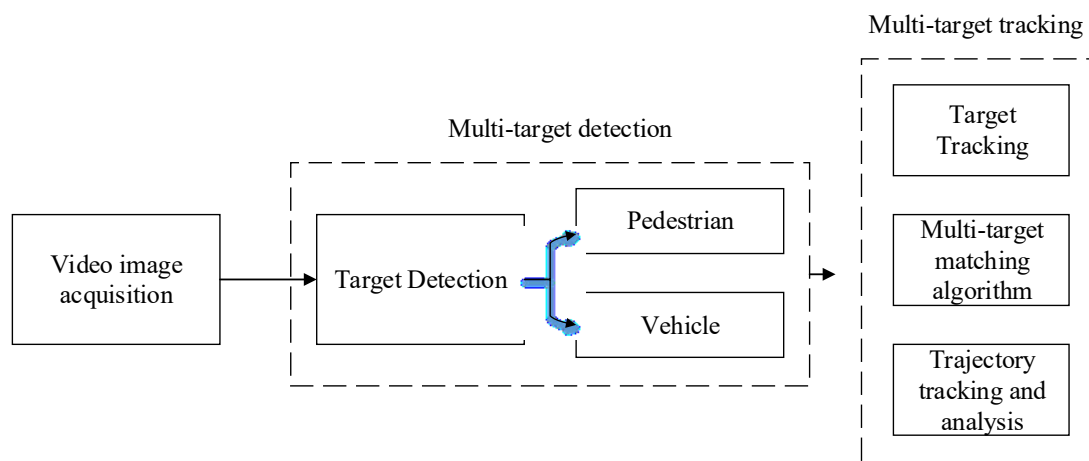 Multi-target tracking
Multi-target detection
Video image
acquisition
Target Detection
Pedestrian
Vehicle
Target
Tracking
Multi-target
matching
algorithm
Trajectory
tracking and
analysis